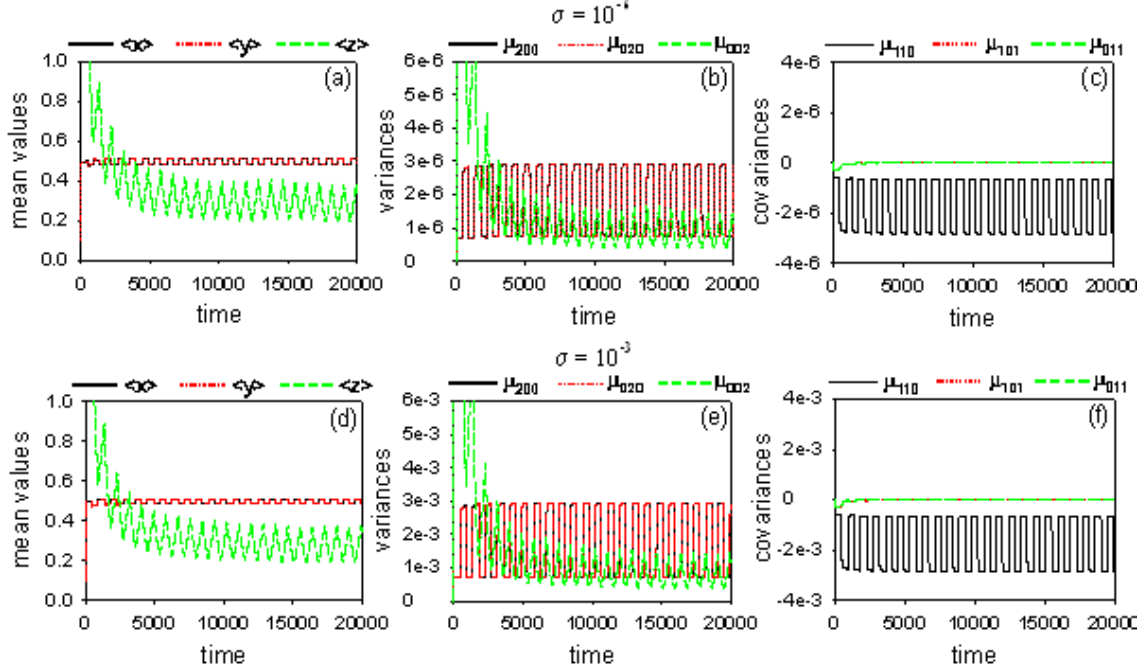 σ = 10⁻⁶
<x> <y> <z>
μ200 μ020 μ002
μ110 μ101 μ011
(a)
(b)
(c)
mean values
1.0
0.8
0.6
0.4
0.2
0.0
variances
6e-6
5e-6
4e-6
3e-6
2e-6
1e-6
0
covariances
4e-6
2e-6
0
-2e-6
-4e-6
0 5000 10000 15000 20000
0 5000 10000 15000 20000
0 5000 10000 15000 20000
time
time
time
σ = 10⁻³
<x> <y> <z>
μ200 μ020 μ002
μ110 μ101 μ011
(d)
(e)
(f)
mean values
1.0
0.8
0.6
0.4
0.2
0.0
variances
6e-3
5e-3
4e-3
3e-3
2e-3
1e-3
0
covariances
4e-3
2e-3
0
-2e-3
-4e-3
0 5000 10000 15000 20000
0 5000 10000 15000 20000
0 5000 10000 15000 20000
time
time
time